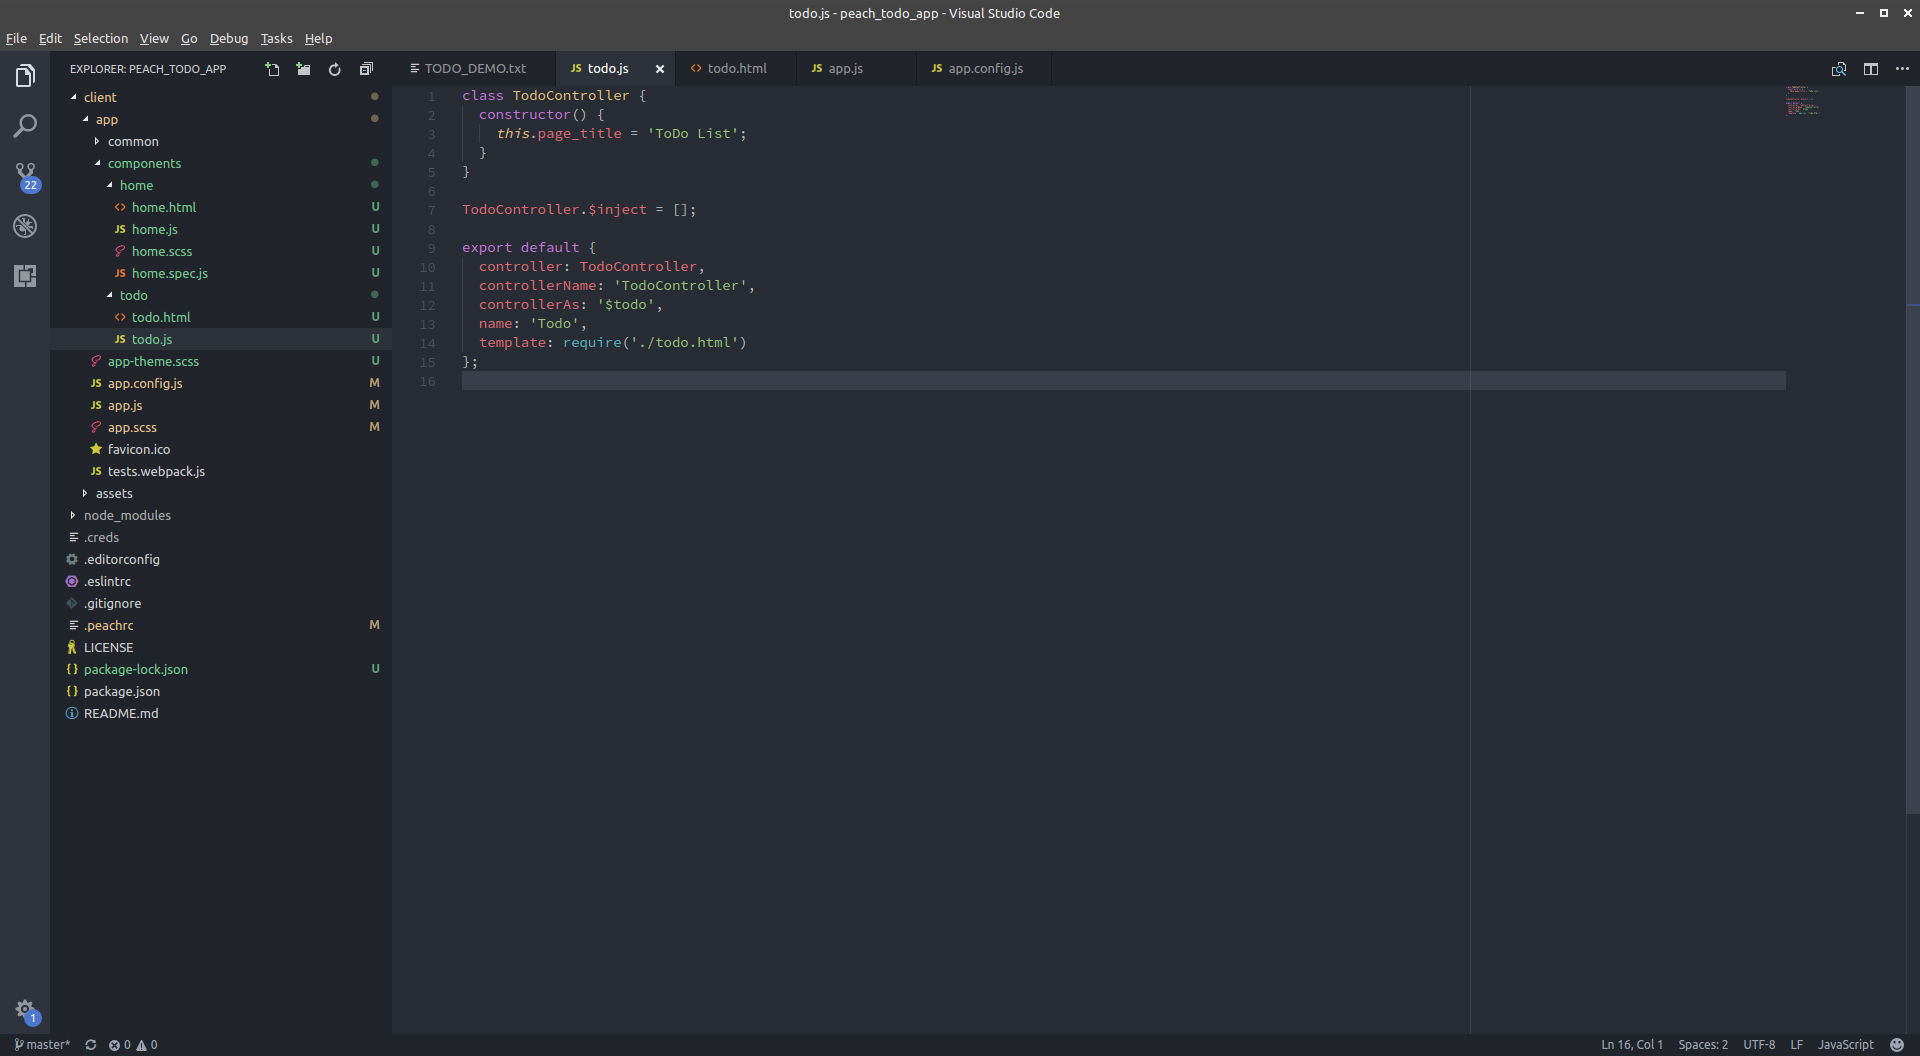 todo.js - peach_todo_app - Visual Studio Code
File Edit Selection View Go Debug Tasks Help
EXPLORER: PEACH_TODO_APP
client
app
common
components
home
home.html U
home.js U
home.scss U
home.spec.js U
todo
todo.html U
todo.js U
app-theme.scss U
app.config.js M
app.js M
app.scss M
favicon.ico
tests.webpack.js
assets
node_modules
.creds
.editorconfig
.eslintrc
.gitignore
.peachrc M
LICENSE
package-lock.json U
package.json
README.md
22
1
TODO_DEMO.txt JS todo.js <> todo.html JS app.js JS app.config.js
1 class TodoController {
2   constructor() {
3     this.page_title = 'ToDo List';
4   }
5 }
6
7 TodoController.$inject = [];
8
9 export default {
10   controller: TodoController,
11   controllerName: 'TodoController',
12   controllerAs: '$todo',
13   name: 'Todo',
14   template: require('./todo.html')
15 };
16
master* 0 0 Ln 16, Col 1 Spaces: 2 UTF-8 LF JavaScript